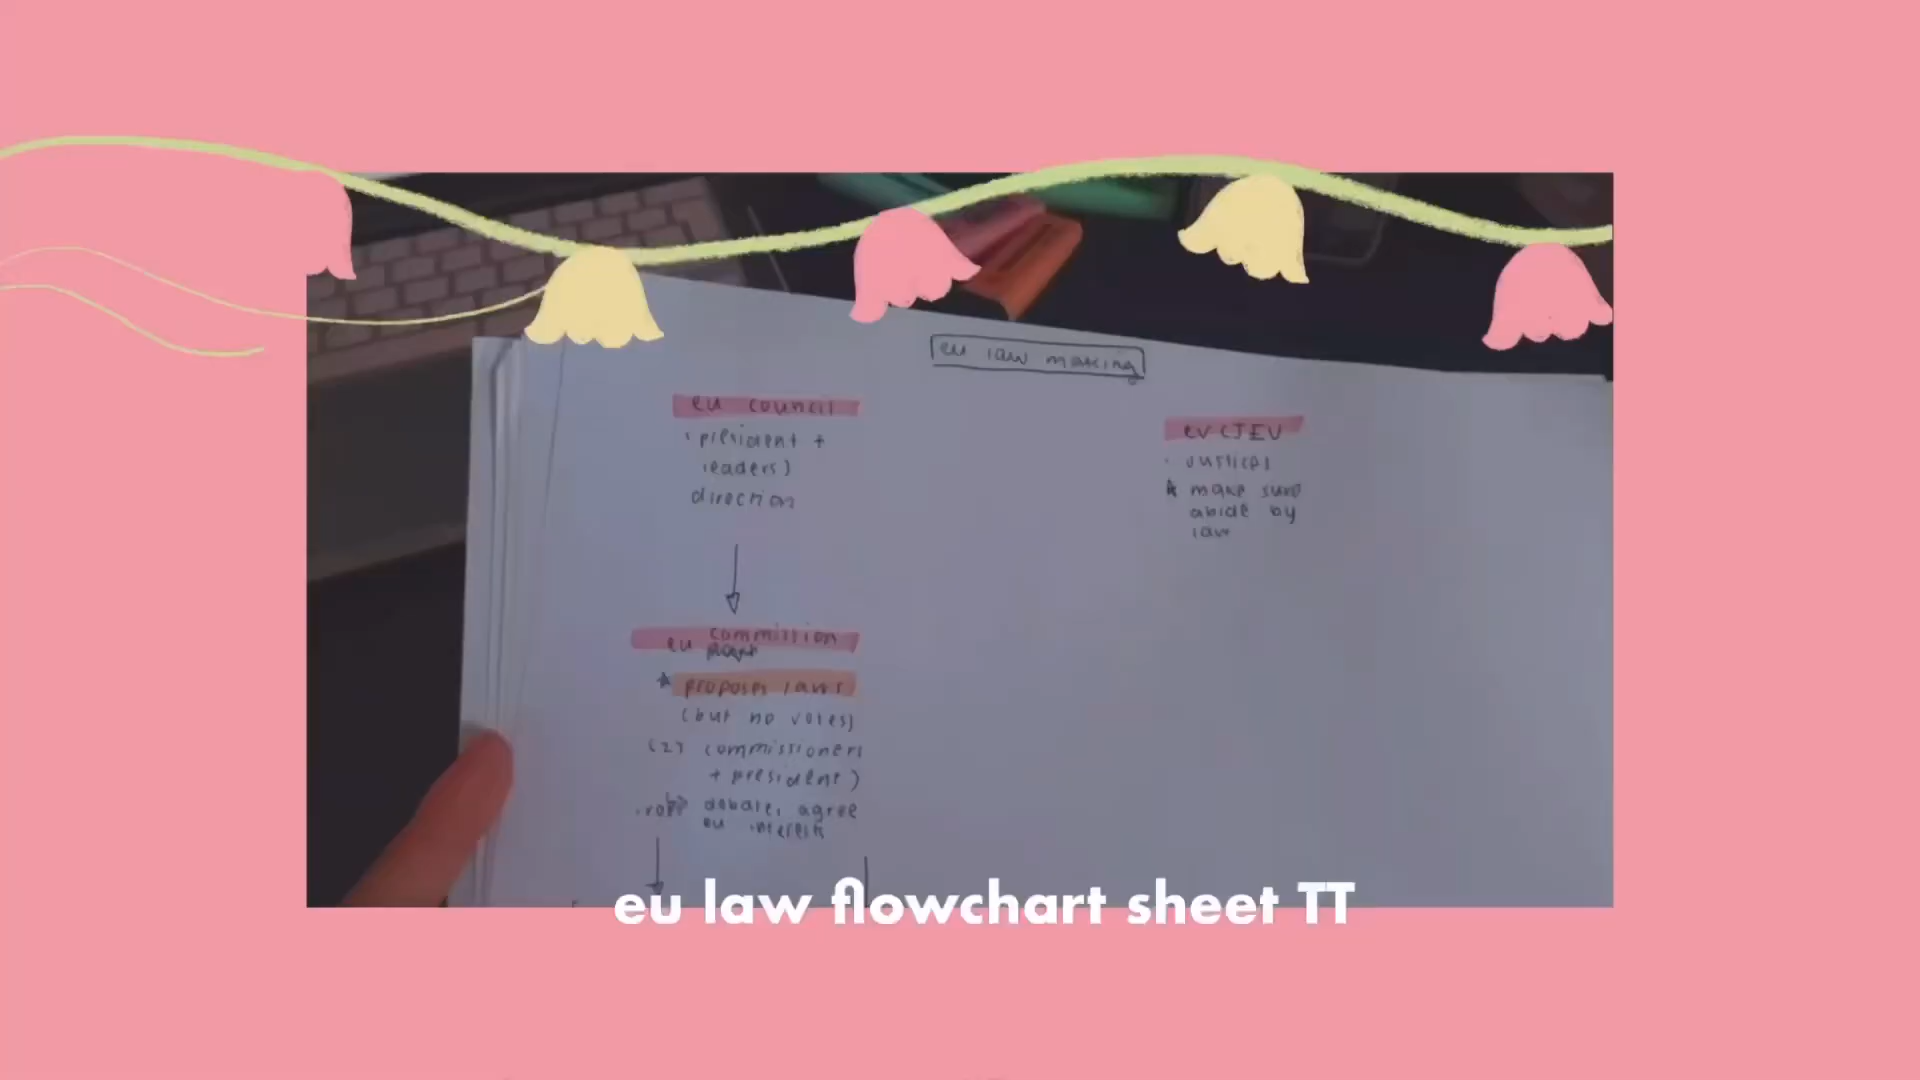 eu law making
eu council
president +
leaders)
direction
eu CJEU
justices
★ make sure
abide by
law
commission
eu
★ proposes laws
(but no votes)
commissioners
+ president)
debate, agree
eu interests
eu law flowchart sheet TT